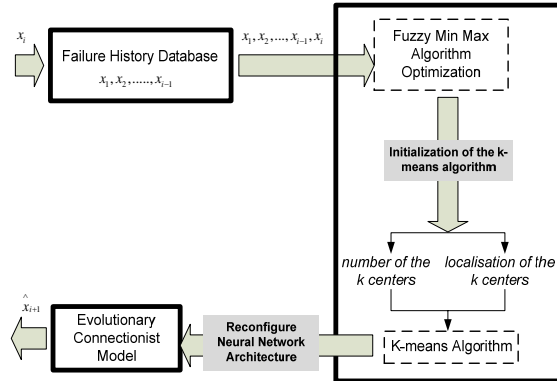 x_i
Failure History Database
x_1, x_2, ....., x_{i-1}
x_1, x_2, ..., x_{i-1}, x_i
Fuzzy Min Max
Algorithm
Optimization
Initialization of the k-
means algorithm
number of the
k centers
localisation of the
k centers
K-means Algorithm
Reconfigure
Neural Network
Architecture
Evolutionary
Connectionist
Model
^
x_{i+1}